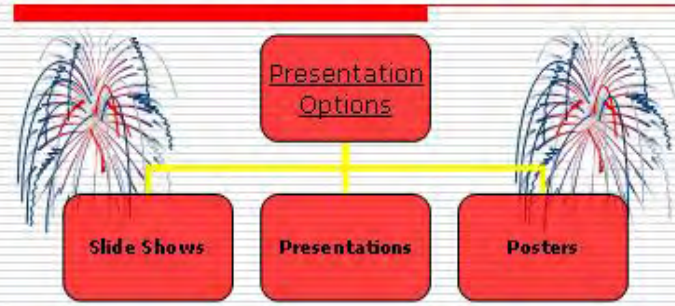 Presentation
Options
Slide Shows
Presentations
Posters